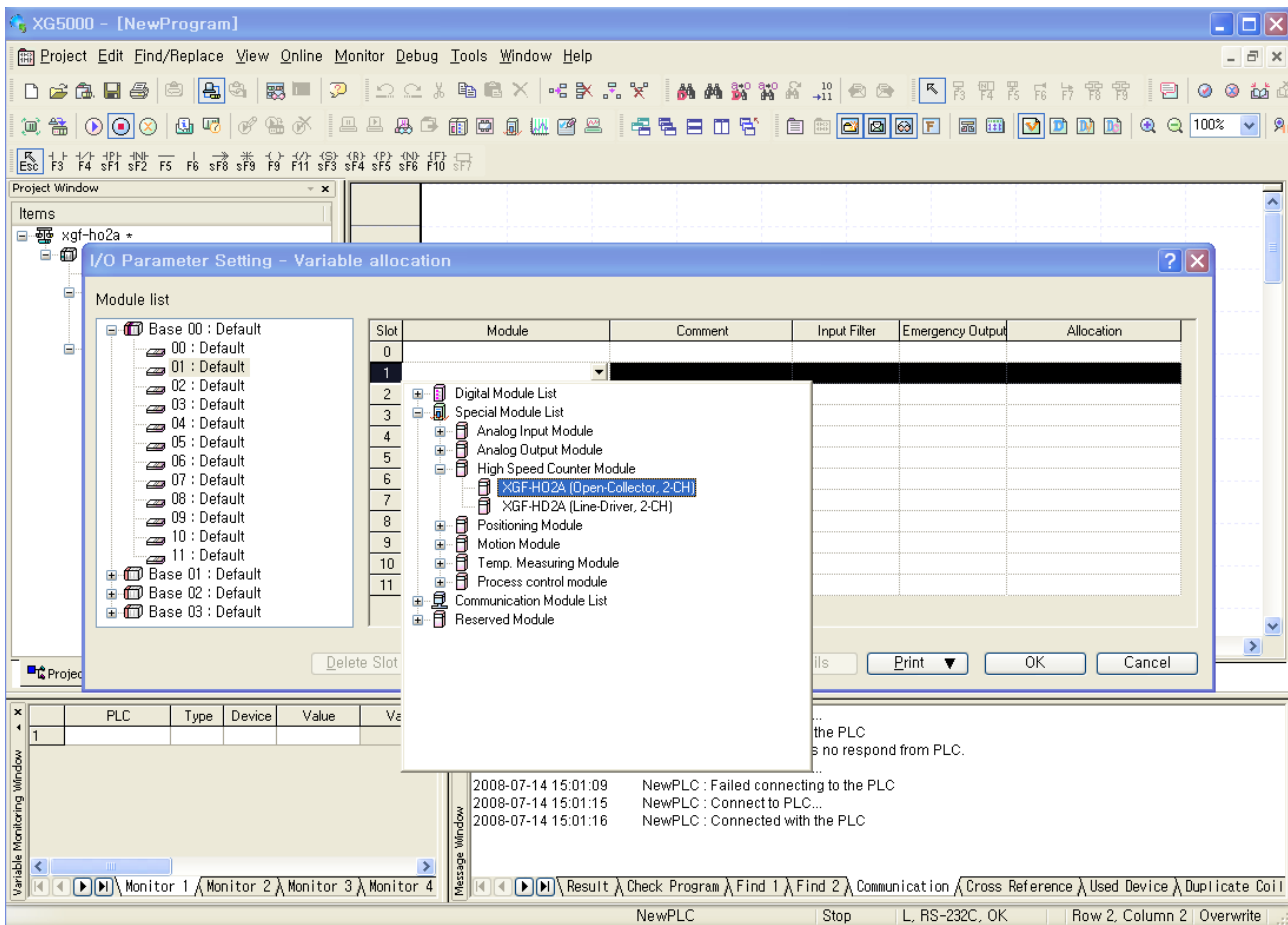 XG5000 - [NewProgram]
Project Edit Find/Replace View Online Monitor Debug Tools Window Help
100%
Esc F3 F4 sF1 sF2 F5 F6 sF8 sF9 F9 F11 sF3 sF4 sF5 sF6 F10 sF7
Project Window
Items
xgf-ho2a *
I/O Parameter Setting - Variable allocation
Module list
Base 00 : Default
00 : Default
01 : Default
02 : Default
03 : Default
04 : Default
05 : Default
06 : Default
07 : Default
08 : Default
09 : Default
10 : Default
11 : Default
Base 01 : Default
Base 02 : Default
Base 03 : Default
Slot Module Comment Input Filter Emergency Output Allocation
0
1
2
3
4
5
6
7
8
9
10
11
Digital Module List
Special Module List
Analog Input Module
Analog Output Module
High Speed Counter Module
XGF-HO2A (Open-Collector, 2-CH)
XGF-HD2A (Line-Driver, 2-CH)
Positioning Module
Motion Module
Temp. Measuring Module
Process control module
Communication Module List
Reserved Module
Delete Slot
ils
Print ▼
OK
Cancel
Projec
PLC Type Device Value Va
1
Variable Monitoring Window
Monitor 1 Monitor 2 Monitor 3 Monitor 4
...
the PLC
s no respond from PLC.
...
2008-07-14 15:01:09 NewPLC : Failed connecting to the PLC
2008-07-14 15:01:15 NewPLC : Connect to PLC...
2008-07-14 15:01:16 NewPLC : Connected with the PLC
Message Window
Result Check Program Find 1 Find 2 Communication Cross Reference Used Device Duplicate Coil
NewPLC Stop L, RS-232C, OK Row 2, Column 2 Overwrite